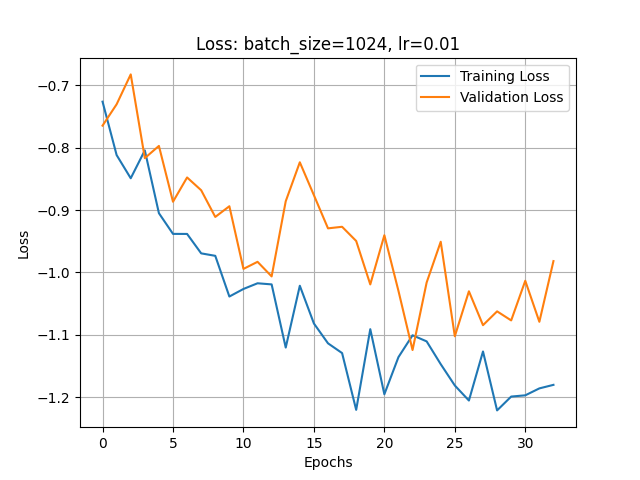 Loss: batch_size=1024, lr=0.01
Training Loss
Validation Loss
−0.7
−0.8
−0.9
−1.0
−1.1
−1.2
Loss
0 5 10 15 20 25 30
Epochs